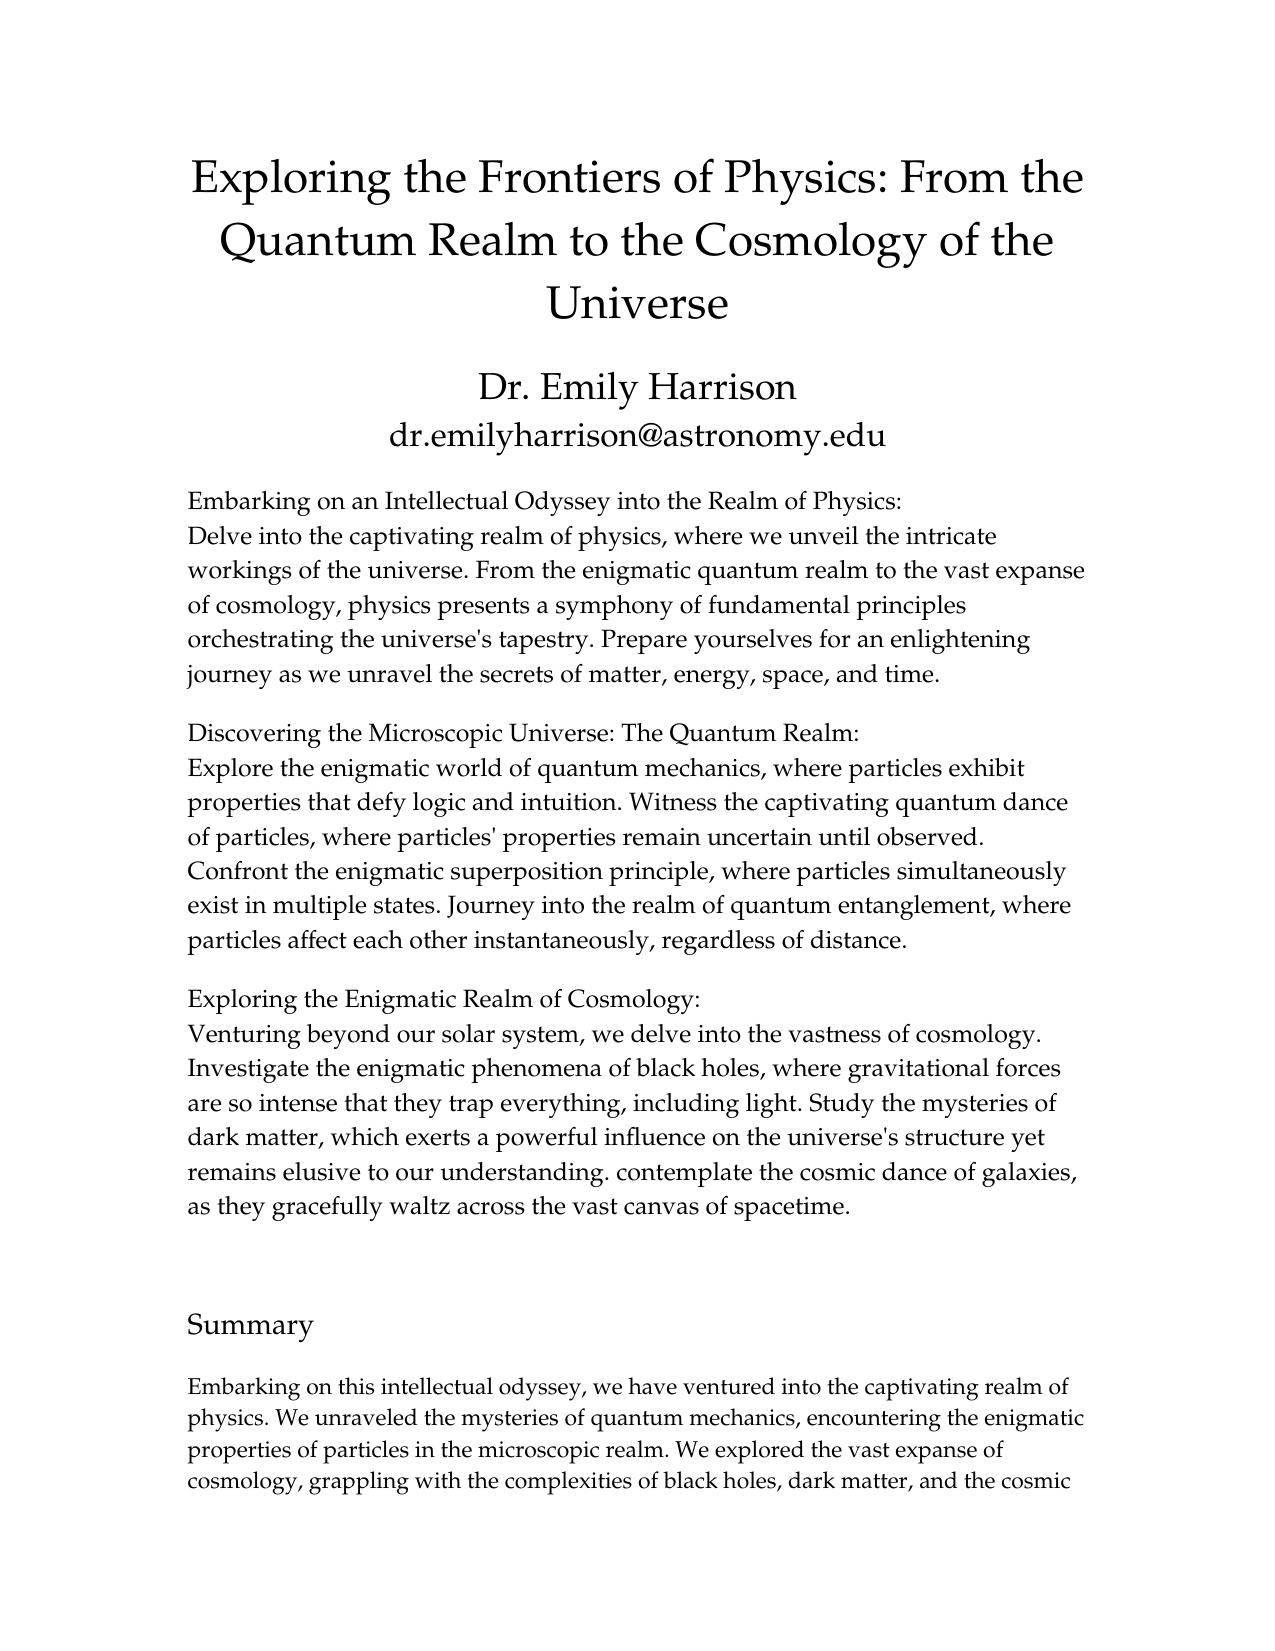 Exploring the Frontiers of Physics: From the
Quantum Realm to the Cosmology of the
Universe
Dr. Emily Harrison
dr.emilyharrison@astronomy.edu
Embarking on an Intellectual Odyssey into the Realm of Physics:
Delve into the captivating realm of physics, where we unveil the intricate
workings of the universe. From the enigmatic quantum realm to the vast expanse
of cosmology, physics presents a symphony of fundamental principles
orchestrating the universe's tapestry. Prepare yourselves for an enlightening
journey as we unravel the secrets of matter, energy, space, and time.
Discovering the Microscopic Universe: The Quantum Realm:
Explore the enigmatic world of quantum mechanics, where particles exhibit
properties that defy logic and intuition. Witness the captivating quantum dance
of particles, where particles' properties remain uncertain until observed.
Confront the enigmatic superposition principle, where particles simultaneously
exist in multiple states. Journey into the realm of quantum entanglement, where
particles affect each other instantaneously, regardless of distance.
Exploring the Enigmatic Realm of Cosmology:
Venturing beyond our solar system, we delve into the vastness of cosmology.
Investigate the enigmatic phenomena of black holes, where gravitational forces
are so intense that they trap everything, including light. Study the mysteries of
dark matter, which exerts a powerful influence on the universe's structure yet
remains elusive to our understanding. contemplate the cosmic dance of galaxies,
as they gracefully waltz across the vast canvas of spacetime.
Summary
Embarking on this intellectual odyssey, we have ventured into the captivating realm of
physics. We unraveled the mysteries of quantum mechanics, encountering the enigmatic
properties of particles in the microscopic realm. We explored the vast expanse of
cosmology, grappling with the complexities of black holes, dark matter, and the cosmic